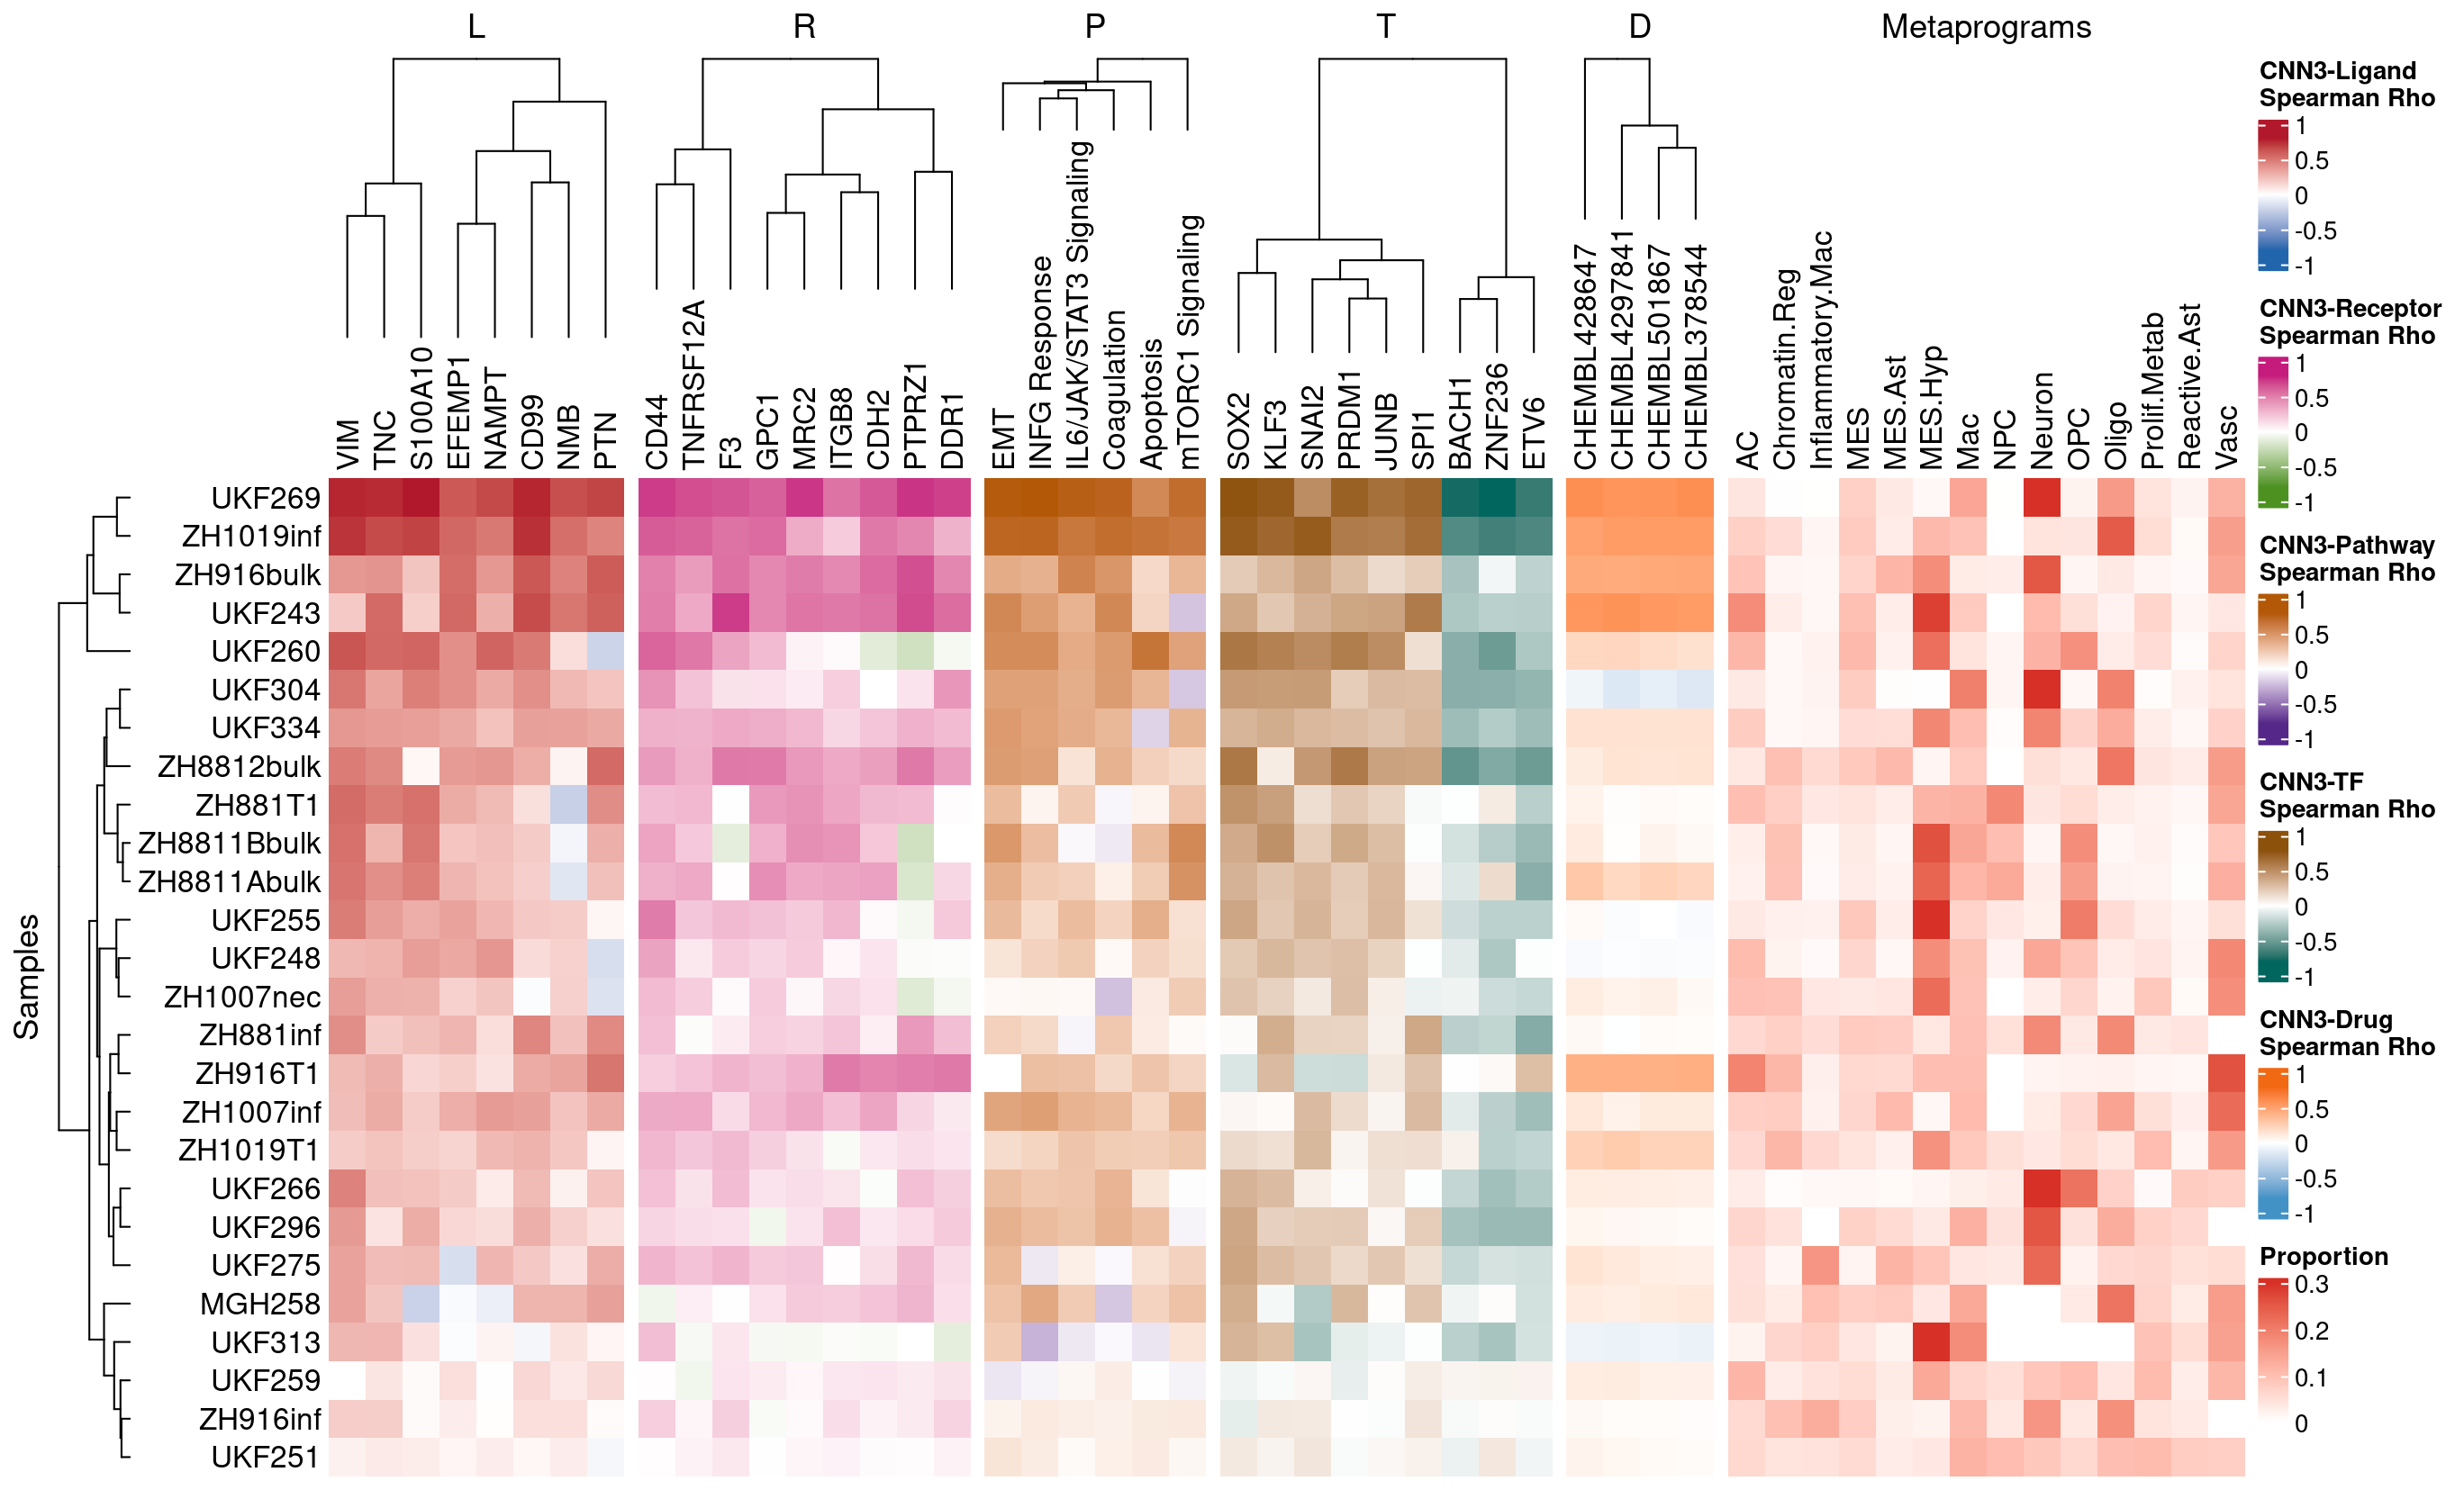 L R P T D Metaprograms
VIM
TNC
S100A10
EFEMP1
NAMPT
CD99
NMB
PTN
CD44
TNFRSF12A
F3
GPC1
MRC2
ITGB8
CDH2
PTPRZ1
DDR1
EMT
INFG Response
IL6/JAK/STAT3 Signaling
Coagulation
Apoptosis
mTORC1 Signaling
SOX2
KLF3
SNAI2
PRDM1
JUNB
SPI1
BACH1
ZNF236
ETV6
CHEMBL428647
CHEMBL4297841
CHEMBL501867
CHEMBL378544
AC
Chromatin.Reg
Inflammatory.Mac
MES
MES.Ast
MES.Hyp
Mac
NPC
Neuron
OPC
Oligo
Prolif.Metab
Reactive.Ast
Vasc
Samples
UKF269
ZH1019inf
ZH916bulk
UKF243
UKF260
UKF304
UKF334
ZH8812bulk
ZH881T1
ZH8811Bbulk
ZH8811Abulk
UKF255
UKF248
ZH1007nec
ZH881inf
ZH916T1
ZH1007inf
ZH1019T1
UKF266
UKF296
UKF275
MGH258
UKF313
UKF259
ZH916inf
UKF251
CNN3-Ligand
Spearman Rho
1
0.5
0
-0.5
-1
CNN3-Receptor
Spearman Rho
1
0.5
0
-0.5
-1
CNN3-Pathway
Spearman Rho
1
0.5
0
-0.5
-1
CNN3-TF
Spearman Rho
1
0.5
0
-0.5
-1
CNN3-Drug
Spearman Rho
1
0.5
0
-0.5
-1
Proportion
0.3
0.2
0.1
0